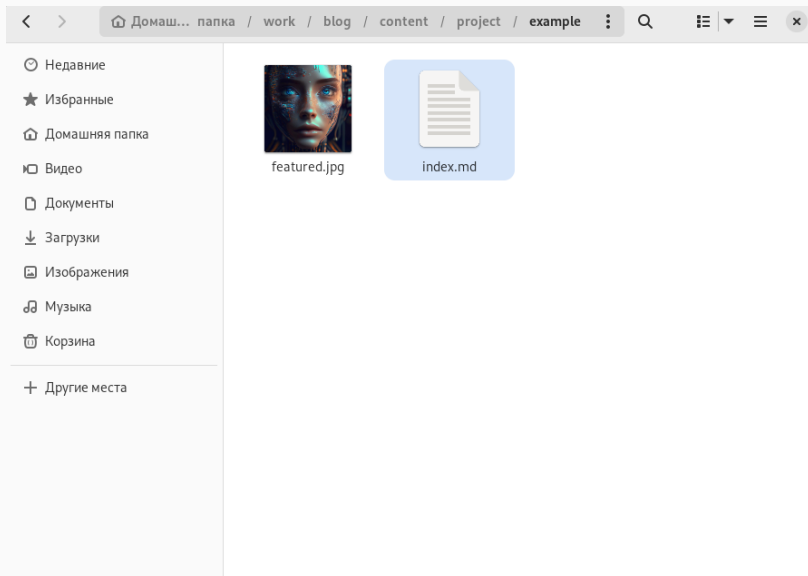 Домаш… папка / work / blog / content / project / example
Недавние
Избранные
Домашняя папка
Видео
Документы
Загрузки
Изображения
Музыка
Корзина
Другие места
featured.jpg
index.md